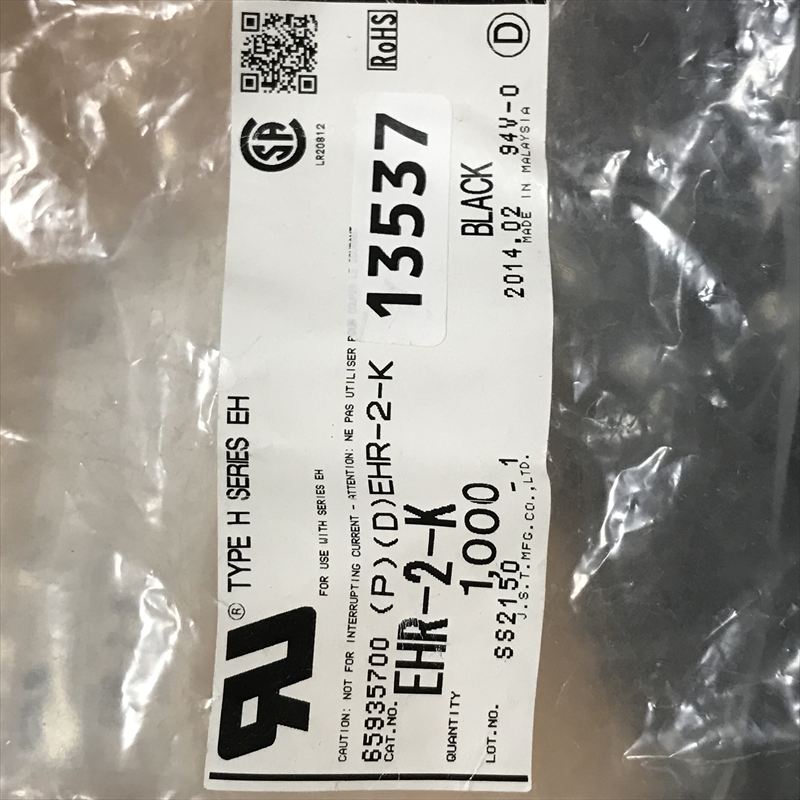 ® TYPE H SERIES EH
SA
LR20812
RoHS
D
FOR USE WITH SERIES EH
CAUTION: NOT FOR INTERRUPTING CURRENT - ATTENTION: NE PAS UTILISER
65935700 (P)(D)EHR-2-K
13537
CAT.NO. EHR-2-K
BLACK
QUANTITY 1,000
2014.02 94V-0
MADE IN MALAYSIA
LOT.NO. SS2150 -1
J.S.T.MFG.CO.,LTD.